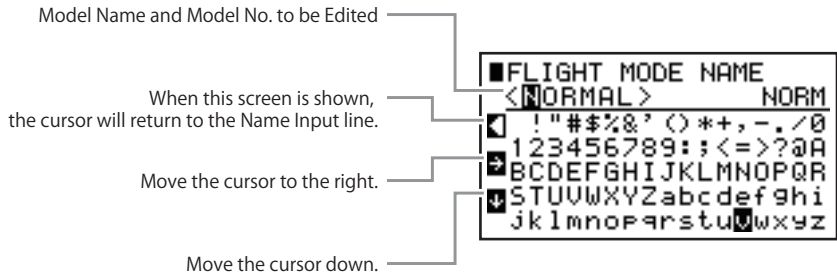 Model Name and Model No. to be Edited
When this screen is shown,
the cursor will return to the Name Input line.
Move the cursor to the right.
Move the cursor down.
■FLIGHT MODE NAME
<NORMAL> NORM
!"#$%&'()*+,-./0
123456789:;<=>?@A
BCDEFGHIJKLMNOPQR
STUVWXYZabcdefghi
jklmnopqrstuvwxyz